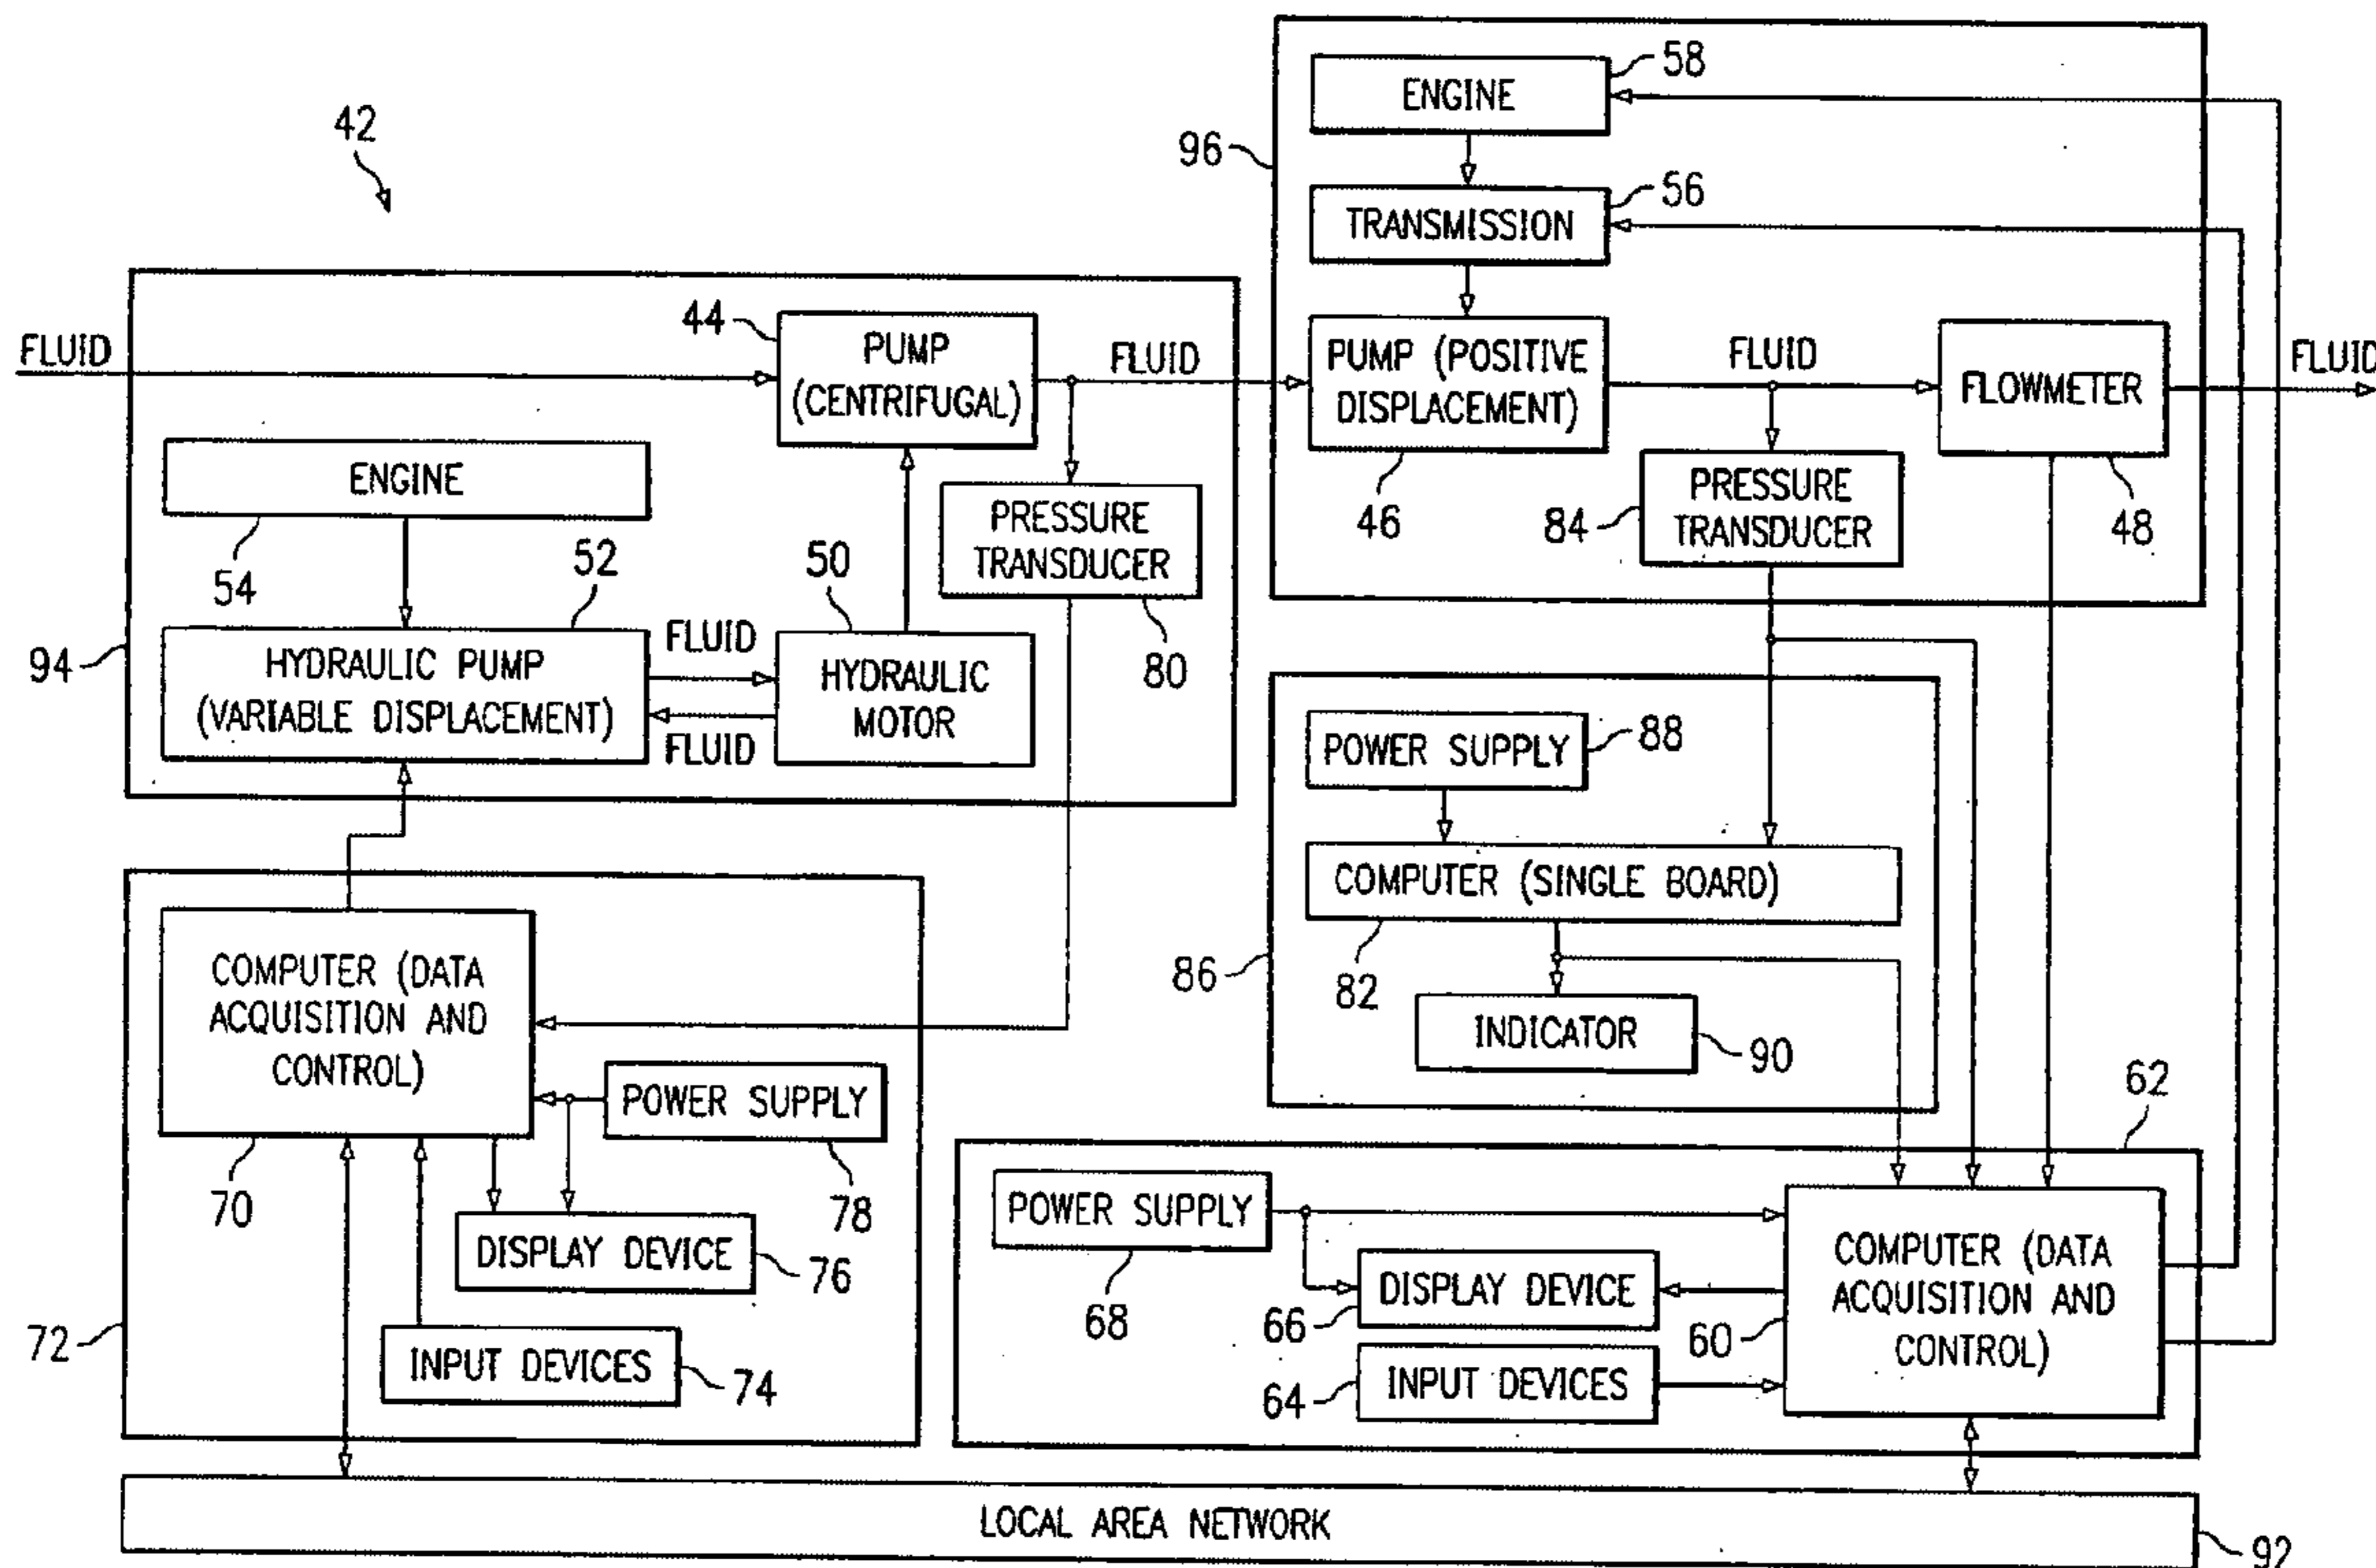 42
FLUID
94
44
PUMP
(CENTRIFUGAL)
FLUID
ENGINE
54
52
HYDRAULIC PUMP
(VARIABLE DISPLACEMENT)
FLUID
FLUID
50
HYDRAULIC
MOTOR
PRESSURE
TRANSDUCER
80
96
ENGINE
58
TRANSMISSION
56
PUMP (POSITIVE
DISPLACEMENT)
46
FLUID
FLOWMETER
48
FLUID
84
PRESSURE
TRANSDUCER
POWER SUPPLY
88
COMPUTER (SINGLE BOARD)
82
86
INDICATOR
90
COMPUTER (DATA
ACQUISITION AND
CONTROL)
70
POWER SUPPLY
78
DISPLAY DEVICE
76
72
INPUT DEVICES
74
62
POWER SUPPLY
68
DISPLAY DEVICE
66
INPUT DEVICES
64
COMPUTER (DATA
ACQUISITION AND
CONTROL)
60
LOCAL AREA NETWORK
92